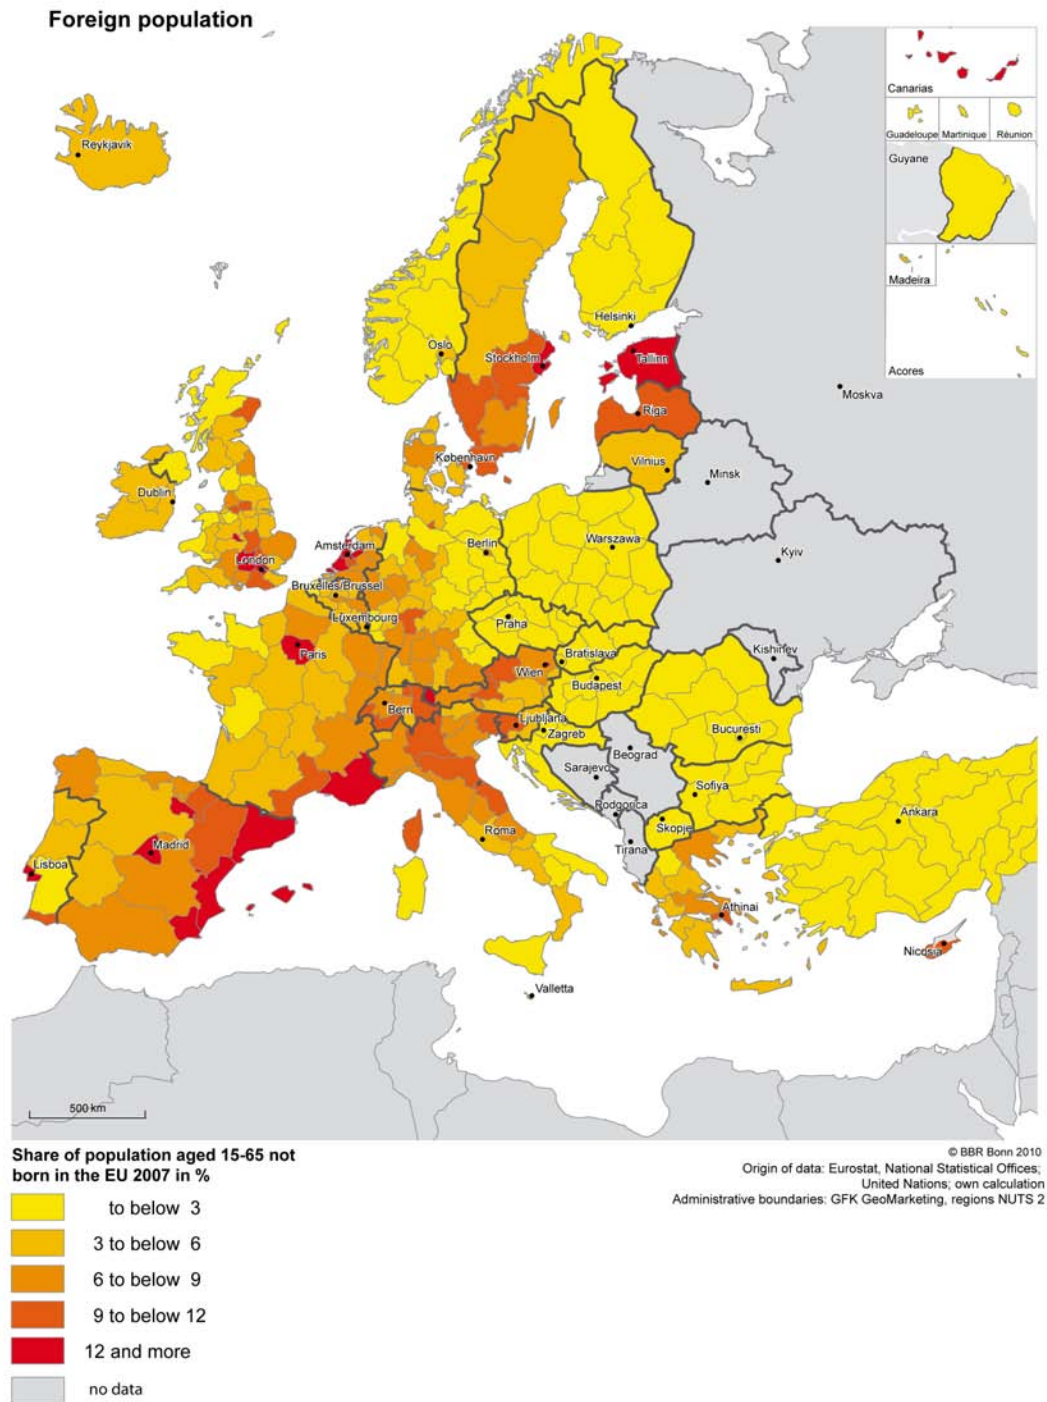 Foreign population
Canarias
Guadeloupe
Martinique
Réunion
Guyane
Madeira
Acores
Reykjavik
Helsinki
Oslo
Stockholm
Tallinn
Moskva
Riga
København
Vilnius
Minsk
Dublin
Amsterdam
Berlin
Warszawa
London
Kyiv
Bruxelles/Brussel
Luxembourg
Praha
Paris
Kishinev
Bratislava
Wien
Budapest
Bern
Ljubljana
Zagreb
Bucuresti
Beograd
Sarajevo
Sofiya
Podgorica
Ankara
Skopje
Roma
Madrid
Tirana
Lisboa
Athinai
Nicosia
Valletta
500 km
Share of population aged 15-65 not
born in the EU 2007 in %
to below 3
3 to below 6
6 to below 9
9 to below 12
12 and more
no data
© BBR Bonn 2010
Origin of data: Eurostat, National Statistical Offices;
United Nations; own calculation
Administrative boundaries: GFK GeoMarketing, regions NUTS 2